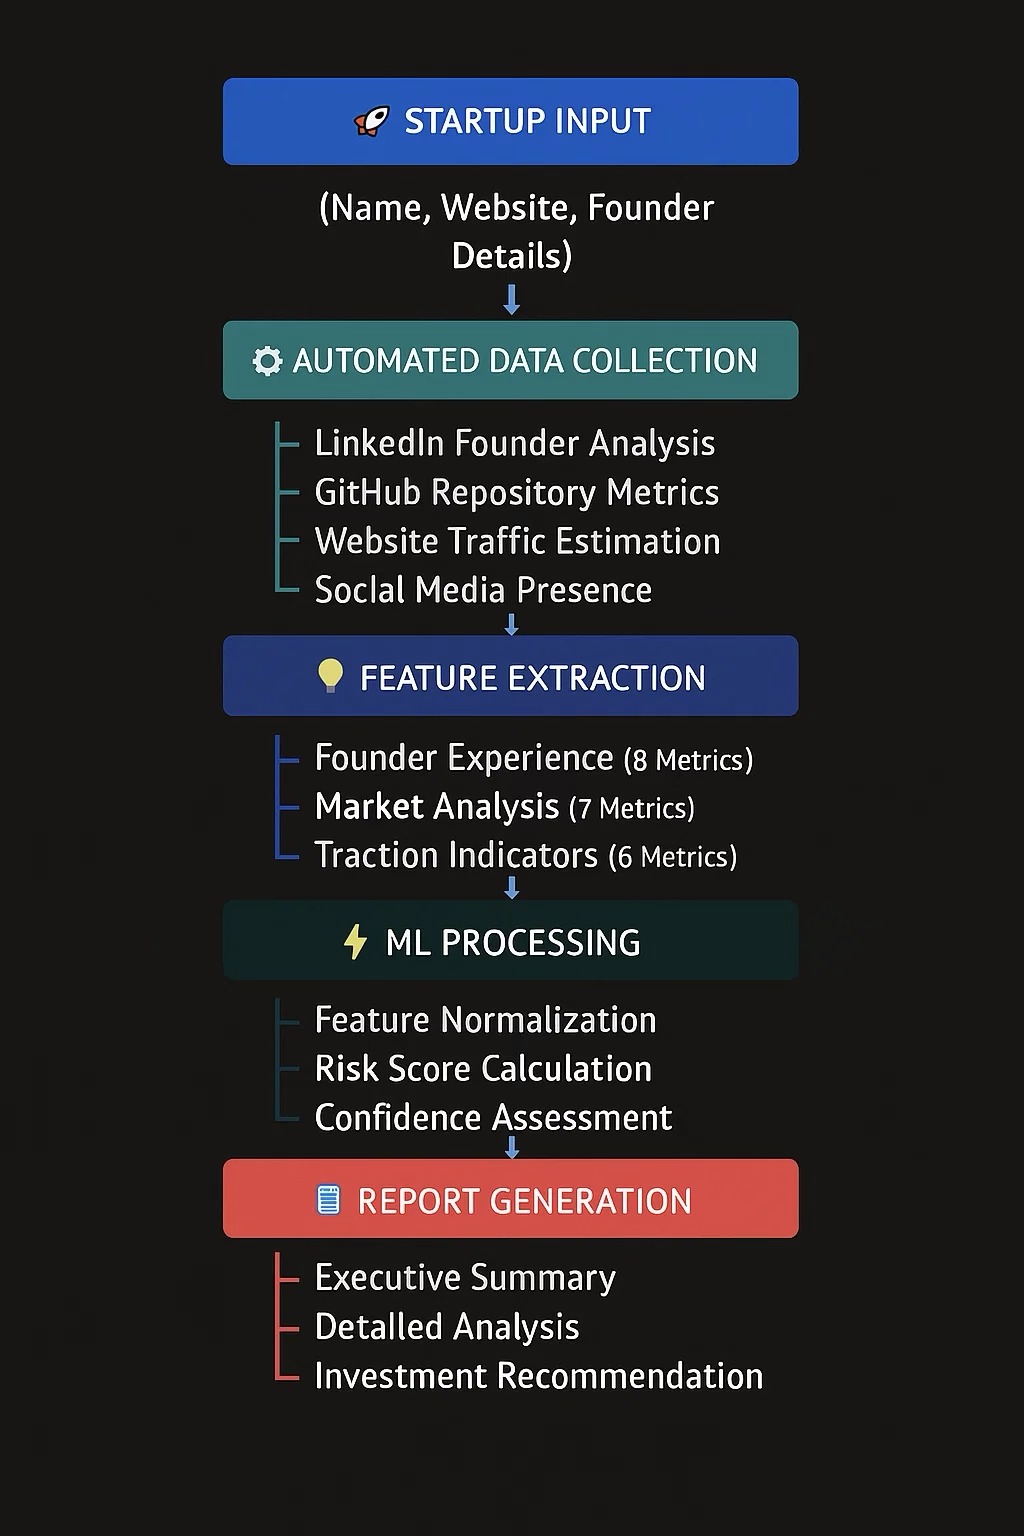 STARTUP INPUT
(Name, Website, Founder
Details)
AUTOMATED DATA COLLECTION
LinkedIn Founder Analysis
GitHub Repository Metrics
Website Traffic Estimation
Soclal Media Presence
FEATURE EXTRACTION
Founder Experience (8 Metrics)
Market Analysis (7 Metrics)
Traction Indicators (6 Metrics)
ML PROCESSING
Feature Normalization
Risk Score Calculation
Confidence Assessment
REPORT GENERATION
Executive Summary
Detalled Analysis
Investment Recommendation